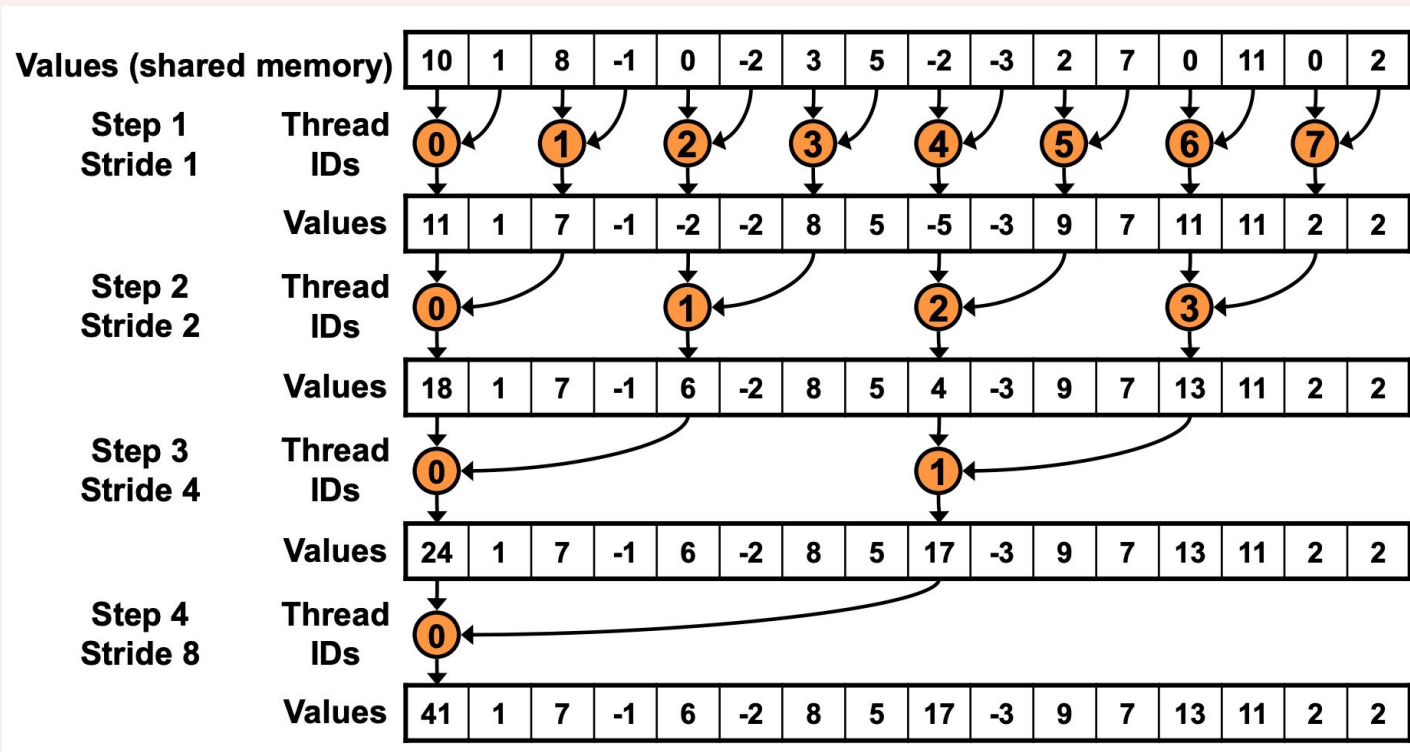 Values (shared memory) 10 1 8 -1 0 -2 3 5 -2 -3 2 7 0 11 0 2
Step 1 Thread 0 1 2 3 4 5 6 7
Stride 1 IDs
Values 11 1 7 -1 -2 -2 8 5 -5 -3 9 7 11 11 2 2
Step 2 Thread 0 1 2 3
Stride 2 IDs
Values 18 1 7 -1 6 -2 8 5 4 -3 9 7 13 11 2 2
Step 3 Thread 0 1
Stride 4 IDs
Values 24 1 7 -1 6 -2 8 5 17 -3 9 7 13 11 2 2
Step 4 Thread 0
Stride 8 IDs
Values 41 1 7 -1 6 -2 8 5 17 -3 9 7 13 11 2 2